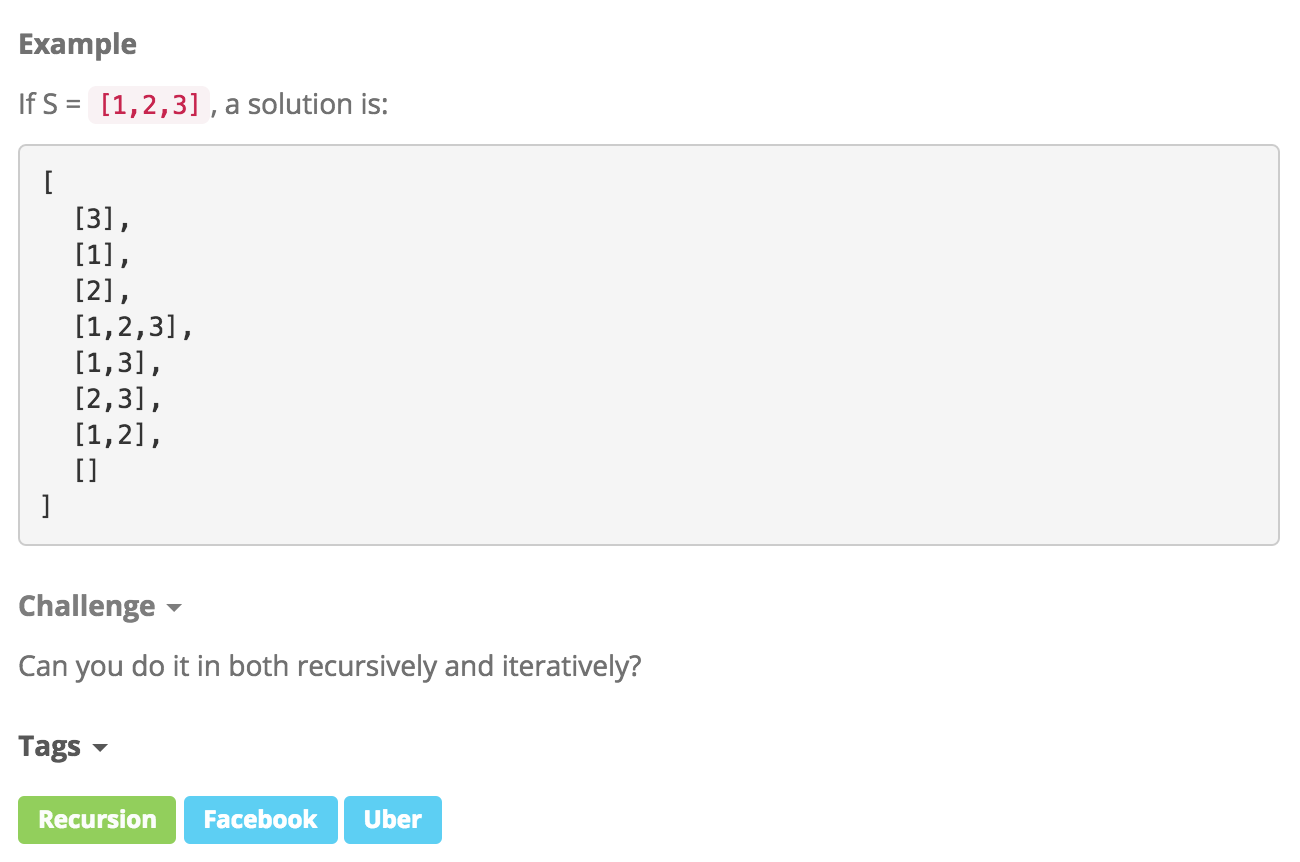 Example
If S = [1,2,3], a solution is:
[
[3],
[1],
[2],
[1,2,3],
[1,3],
[2,3],
[1,2],
[]
]
Challenge
Can you do it in both recursively and iteratively?
Tags
Recursion Facebook Uber